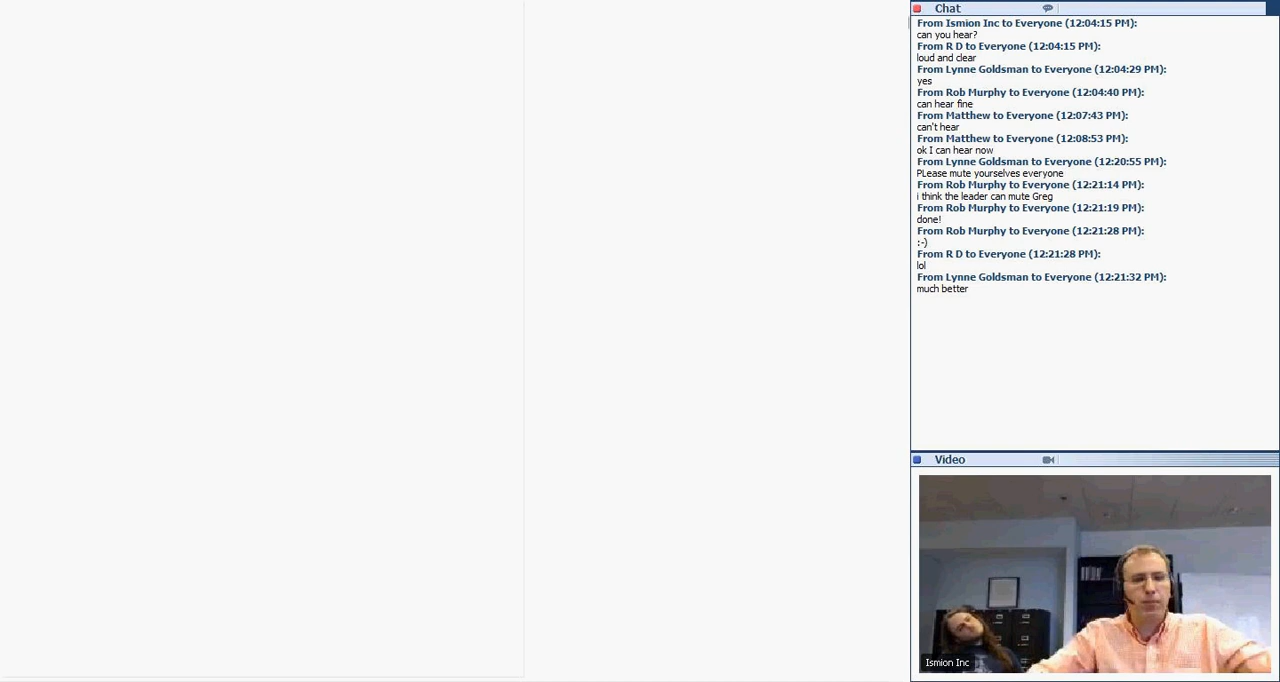 Chat
From Ismion Inc to Everyone (12:04:15 PM):
can you hear?
From R D to Everyone (12:04:15 PM):
loud and clear
From Lynne Goldsman to Everyone (12:04:29 PM):
yes
From Rob Murphy to Everyone (12:04:40 PM):
can hear fine
From Matthew to Everyone (12:07:43 PM):
can't hear
From Matthew to Everyone (12:08:53 PM):
ok I can hear now
From Lynne Goldsman to Everyone (12:20:55 PM):
PLease mute yourselves everyone
From Rob Murphy to Everyone (12:21:14 PM):
i think the leader can mute Greg
From Rob Murphy to Everyone (12:21:19 PM):
done!
From Rob Murphy to Everyone (12:21:28 PM):
:-)
From R D to Everyone (12:21:28 PM):
lol
From Lynne Goldsman to Everyone (12:21:32 PM):
much better
Video
Ismion Inc